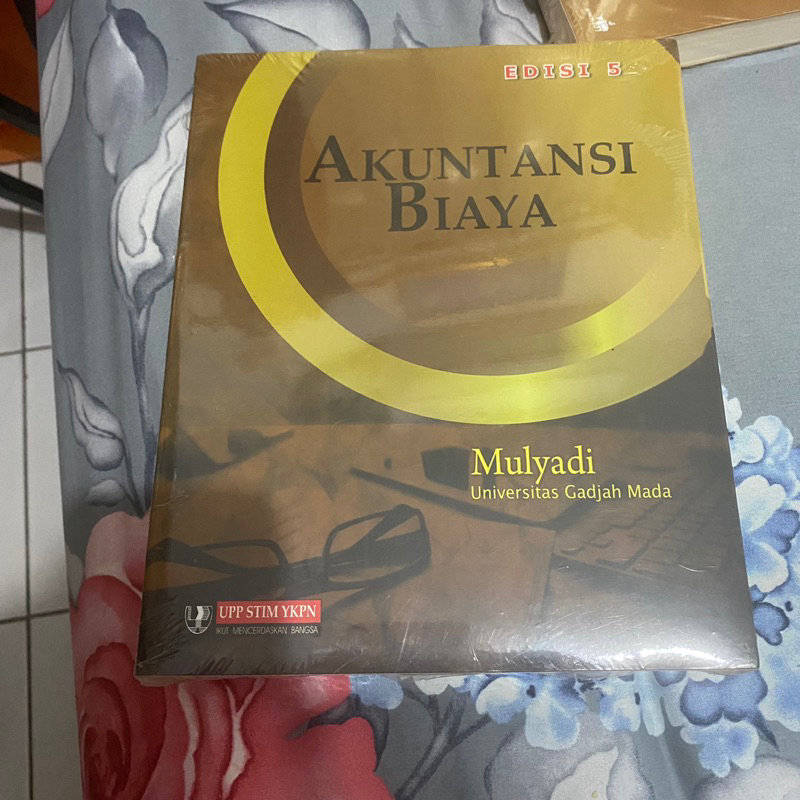 EDISI 5
AKUNTANSI
BIAYA
Mulyadi
Universitas Gadjah Mada
UPP STIM YKPN
IKUT MENCERDASKAN BANGSA